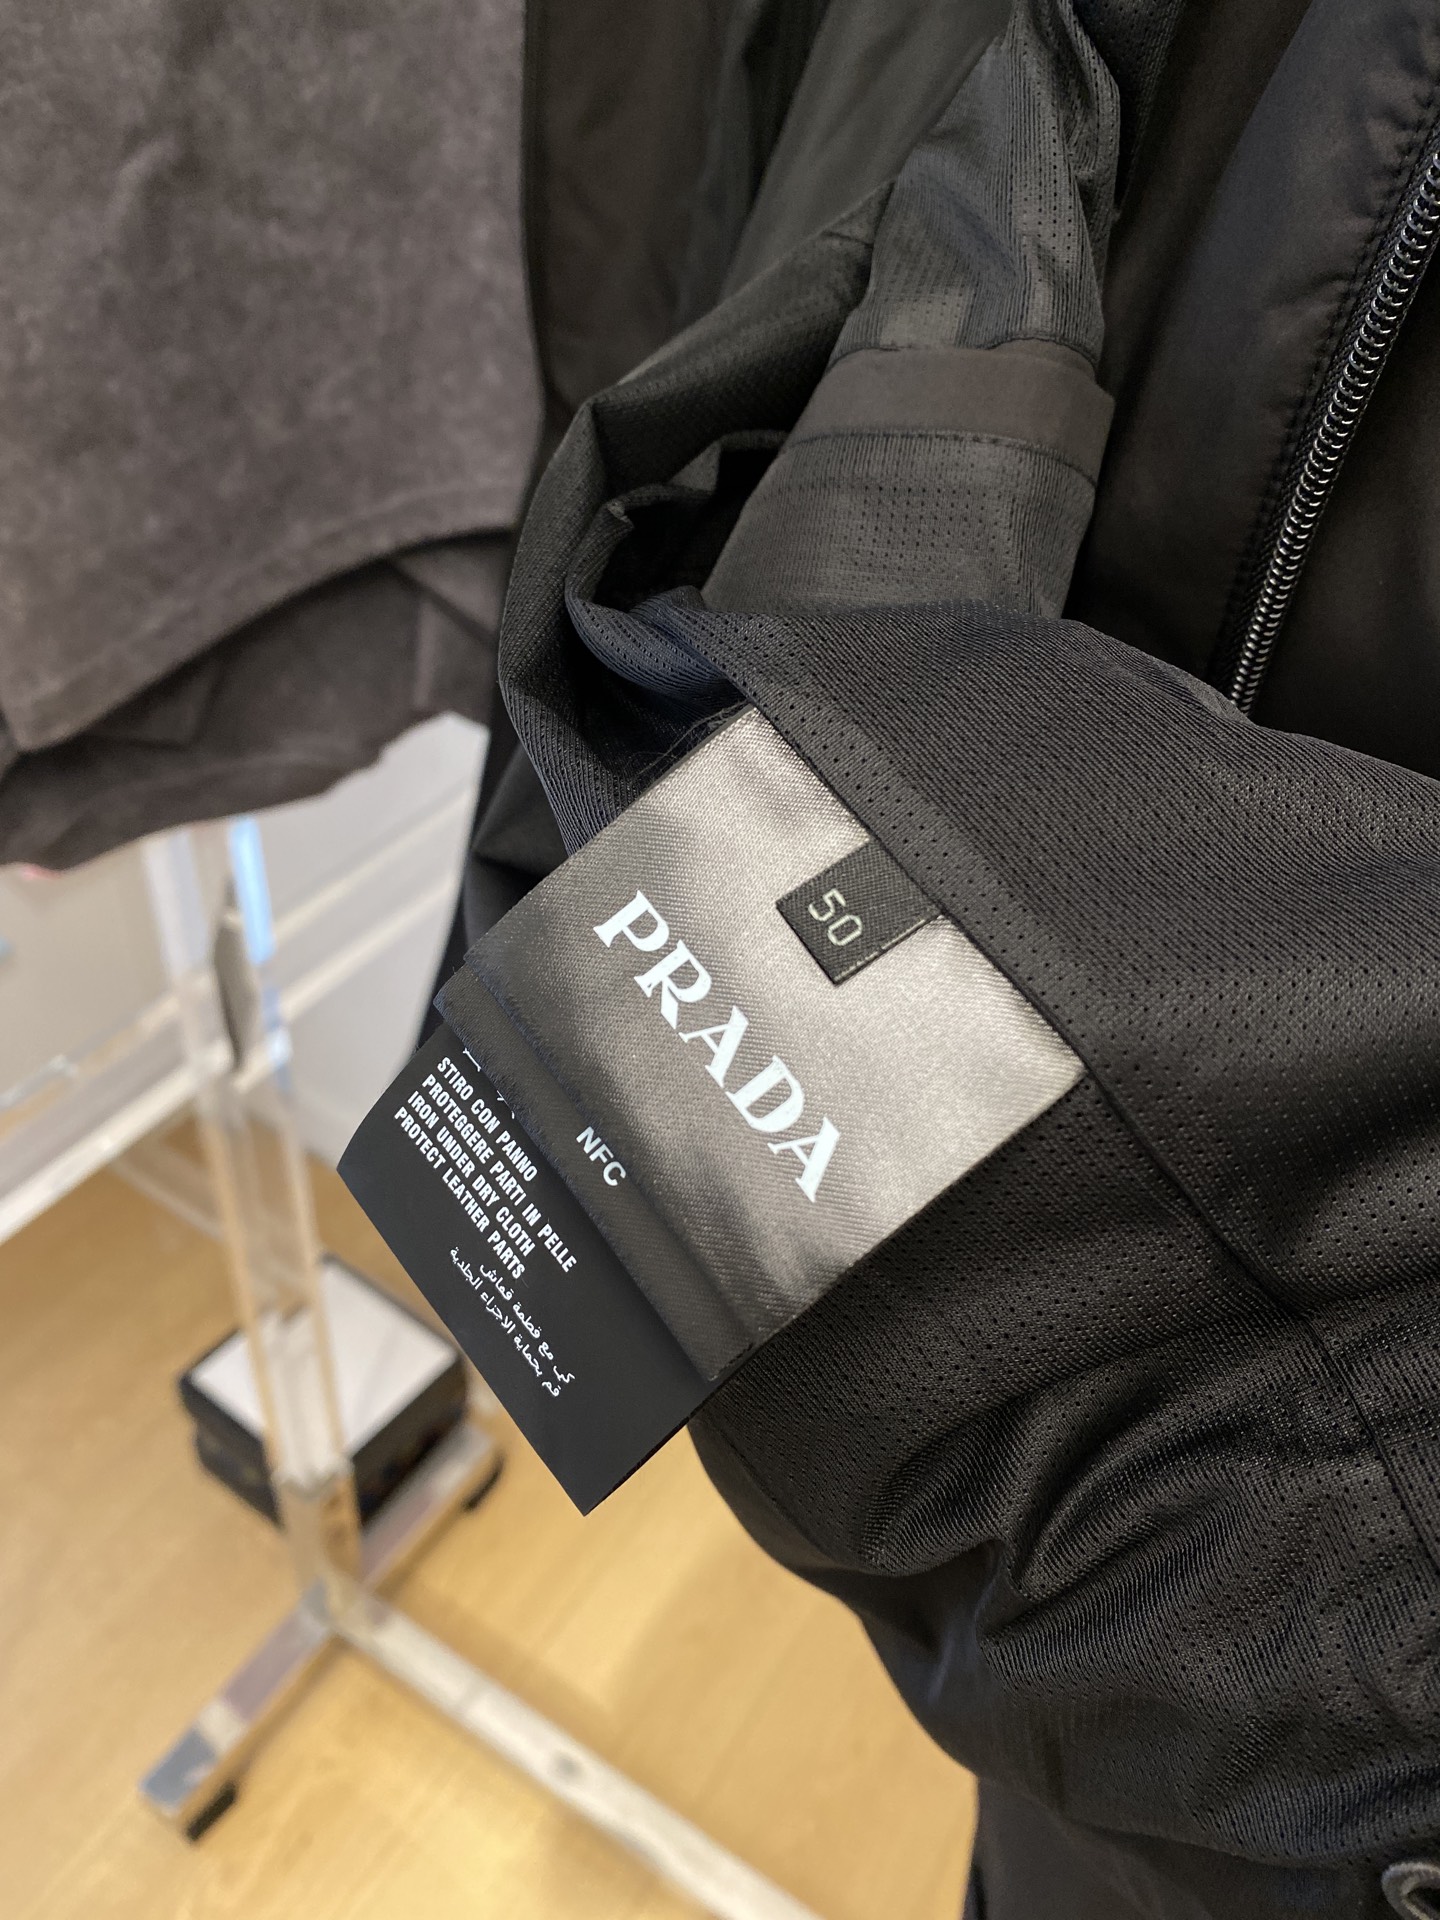 50
PRADA
NFC
STIRO CON PANNO
PROTEGGERE PARTI IN PELLE
IRON UNDER DRY CLOTH
PROTECT LEATHER PARTS
كي مع قطعة قماش
قم بحماية الاجزاء الجلدية